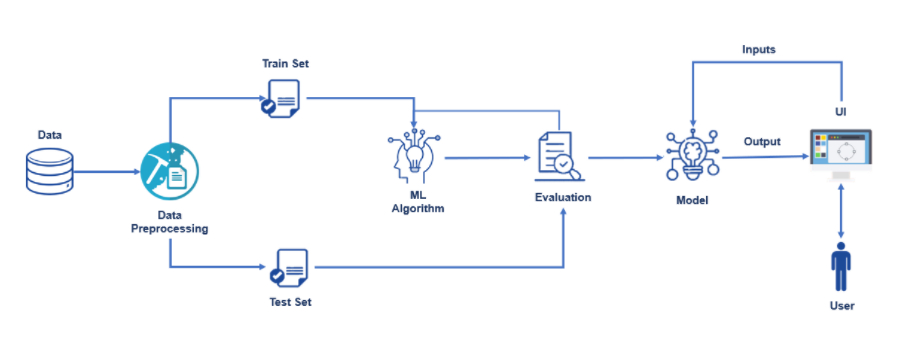 Train Set
Inputs
UI
Data
Output
ML
Algorithm
Evaluation
Model
Data
Preprocessing
Test Set
User